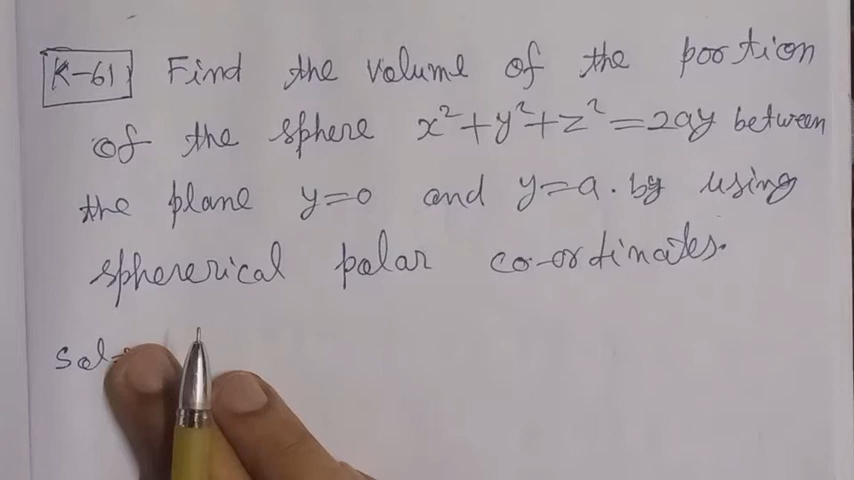 K-61 Find the volume of the portion
of the sphere x²+y²+z²=2ay between
the plane y=0 and y=a. by using
sphererical polar co-ordinates.
Sol